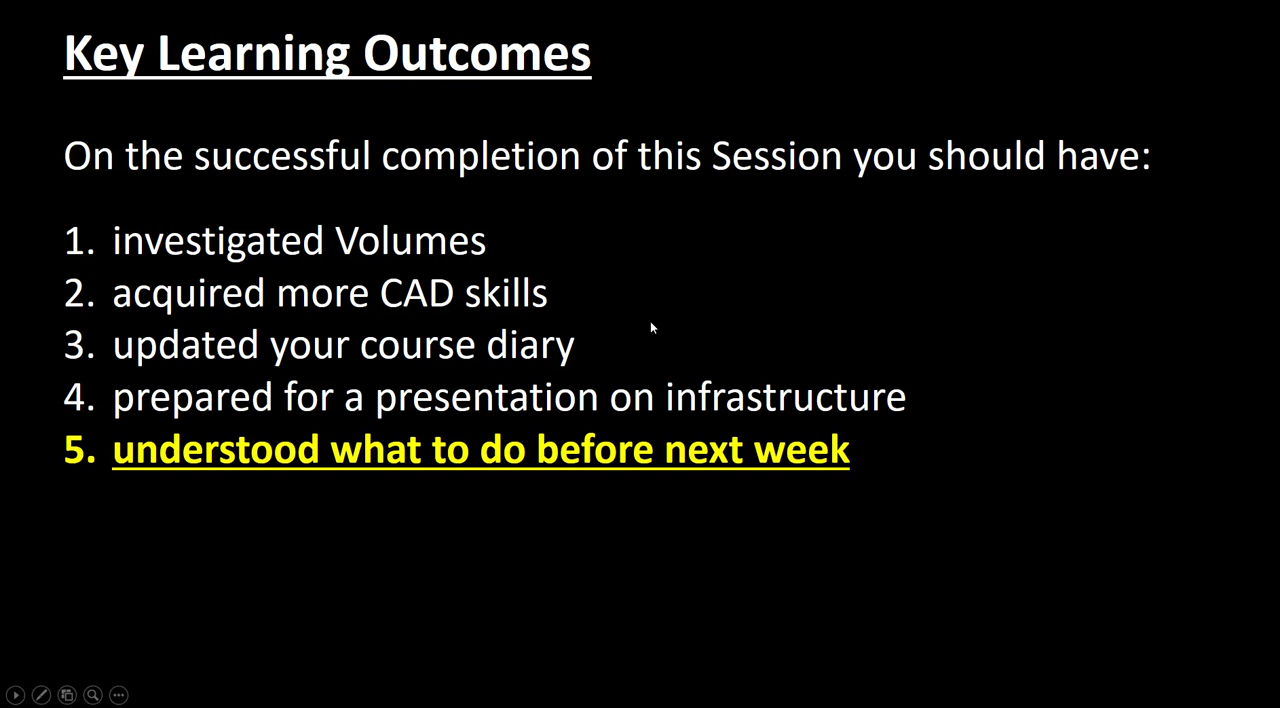 Key Learning Outcomes
On the successful completion of this Session you should have:
1. investigated Volumes
2. acquired more CAD skills
3. updated your course diary
4. prepared for a presentation on infrastructure
5. understood what to do before next week